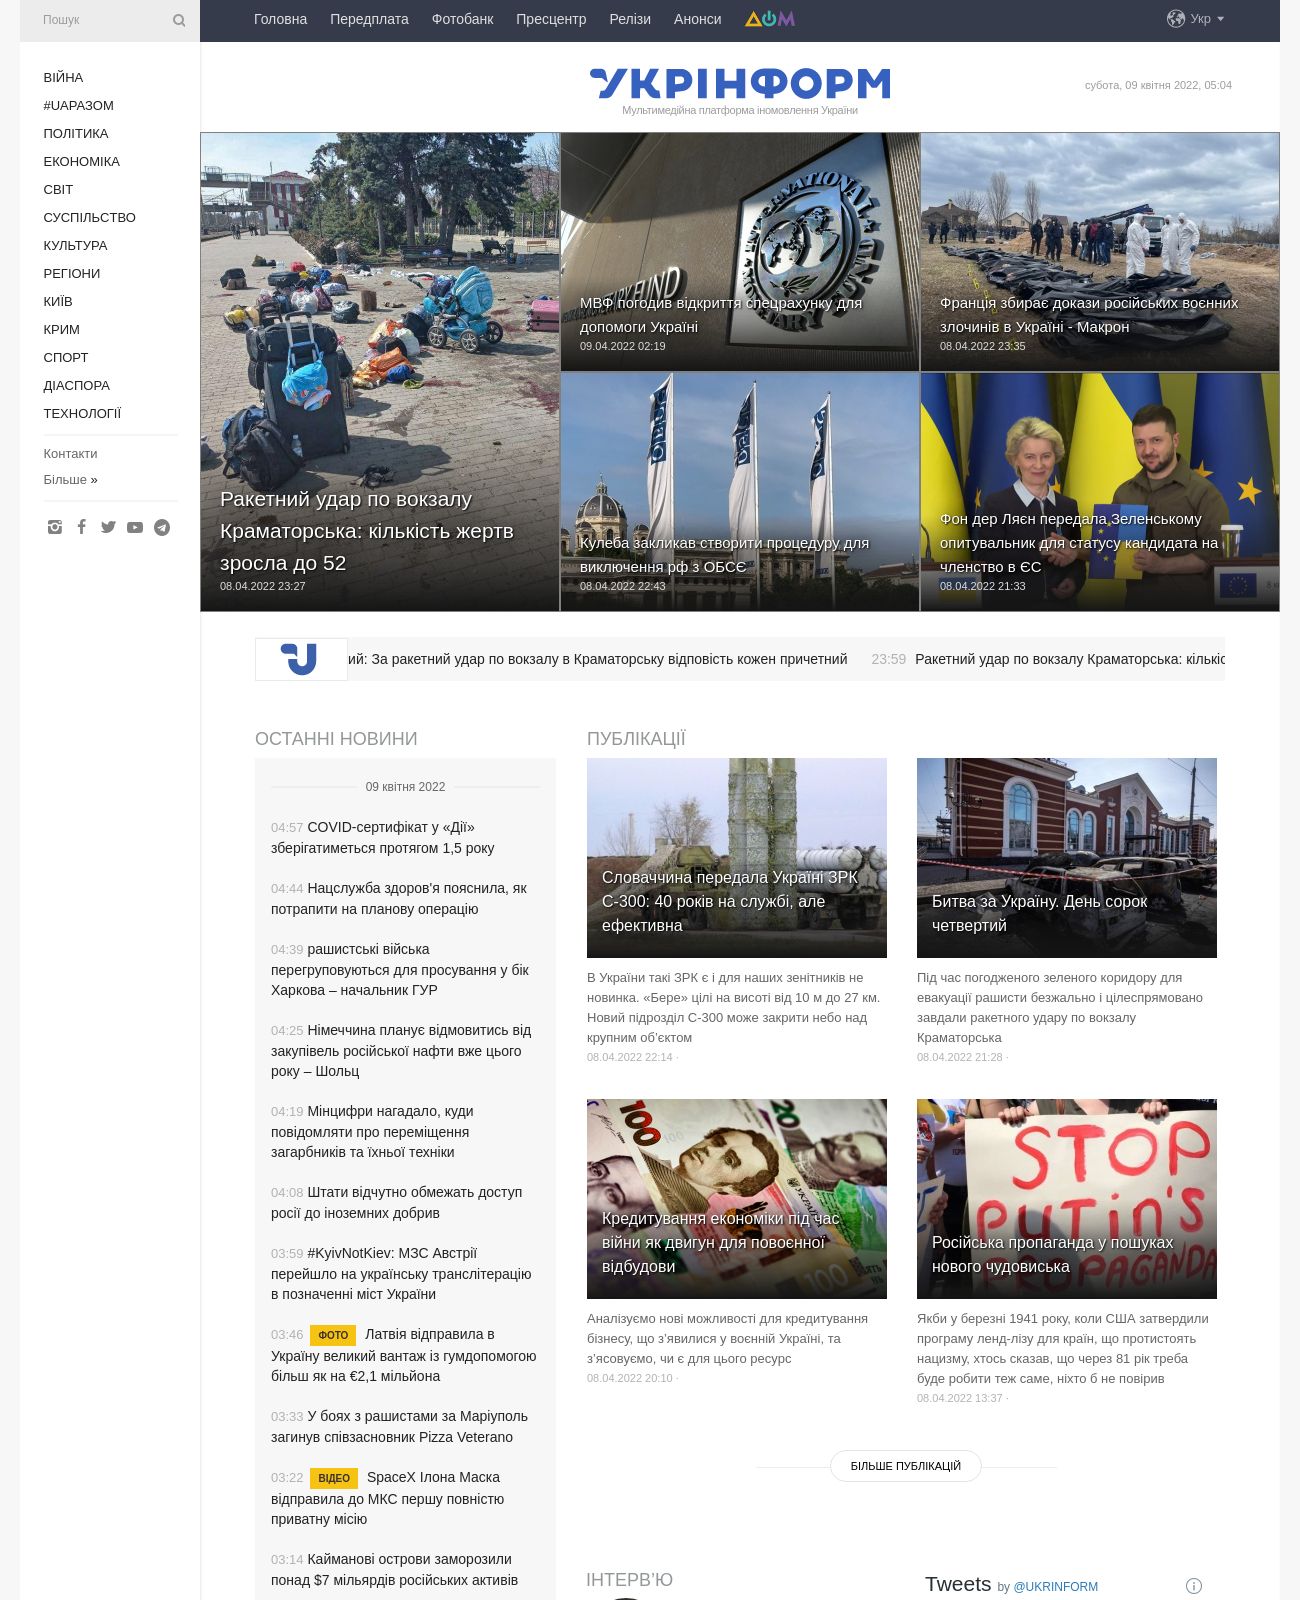 Пошук
Головна Передплата Фотобанк Пресцентр Релізи Анонси ДОМ Укр
ВІЙНА
#UAРАЗОМ
ПОЛІТИКА
ЕКОНОМІКА
СВІТ
СУСПІЛЬСТВО
КУЛЬТУРА
РЕГІОНИ
КИЇВ
КРИМ
СПОРТ
ДІАСПОРА
ТЕХНОЛОГІЇ
Контакти
Більше »
УКРІНФОРМ
Мультимедійна платформа іномовлення України
субота, 09 квітня 2022, 05:04
Ракетний удар по вокзалу
Краматорська: кількість жертв
зросла до 52
08.04.2022 23:27
МВФ погодив відкриття спецрахунку для
допомоги Україні
09.04.2022 02:19
Франція збирає докази російських воєнних
злочинів в Україні - Макрон
08.04.2022 23:35
Кулеба закликав створити процедуру для
виключення рф з ОБСЄ
08.04.2022 22:43
Фон дер Ляєн передала Зеленському
опитувальник для статусу кандидата на
членство в ЄС
08.04.2022 21:33
ий: За ракетний удар по вокзалу в Краматорську відповість кожен причетний 23:59 Ракетний удар по вокзалу Краматорська: кількіс
ОСТАННІ НОВИНИ
09 квітня 2022
04:57 COVID-сертифікат у «Дії»
зберігатиметься протягом 1,5 року
04:44 Нацслужба здоров'я пояснила, як
потрапити на планову операцію
04:39 рашистські війська
перегруповуються для просування у бік
Харкова – начальник ГУР
04:25 Німеччина планує відмовитись від
закупівель російської нафти вже цього
року – Шольц
04:19 Мінцифри нагадало, куди
повідомляти про переміщення
загарбників та їхньої техніки
04:08 Штати відчутно обмежать доступ
росії до іноземних добрив
03:59 #KyivNotKiev: МЗС Австрії
перейшло на українську транслітерацію
в позначенні міст України
03:46 ФОТО Латвія відправила в
Україну великий вантаж із гумдопомогою
більш як на €2,1 мільйона
03:33 У боях з рашистами за Маріуполь
загинув співзасновник Pizza Veterano
03:22 ВІДЕО SpaceX Ілона Маска
відправила до МКС першу повністю
приватну місію
03:14 Кайманові острови заморозили
понад $7 мільярдів російських активів
ПУБЛІКАЦІЇ
Словаччина передала Україні ЗРК
С-300: 40 років на службі, але
ефективна
В України такі ЗРК є і для наших зенітників не
новинка. «Бере» цілі на висоті від 10 м до 27 км.
Новий підрозділ С-300 може закрити небо над
крупним об’єктом
08.04.2022 22:14 ·
Битва за Україну. День сорок
четвертий
Під час погодженого зеленого коридору для
евакуації рашисти безжально і цілеспрямовано
завдали ракетного удару по вокзалу
Краматорська
08.04.2022 21:28 ·
Кредитування економіки під час
війни як двигун для повоєнної
відбудови
Аналізуємо нові можливості для кредитування
бізнесу, що з’явилися у воєнній Україні, та
з’ясовуємо, чи є для цього ресурс
08.04.2022 20:10 ·
STOP
PUTIN'S
PROPAGANDA
Російська пропаганда у пошуках
нового чудовиська
Якби у березні 1941 року, коли США затвердили
програму ленд-лізу для країн, що протистоять
нацизму, хтось сказав, що через 81 рік треба
буде робити теж саме, ніхто б не повірив
08.04.2022 13:37 ·
БІЛЬШЕ ПУБЛІКАЦІЙ
ІНТЕРВ'Ю
Tweets by @UKRINFORM